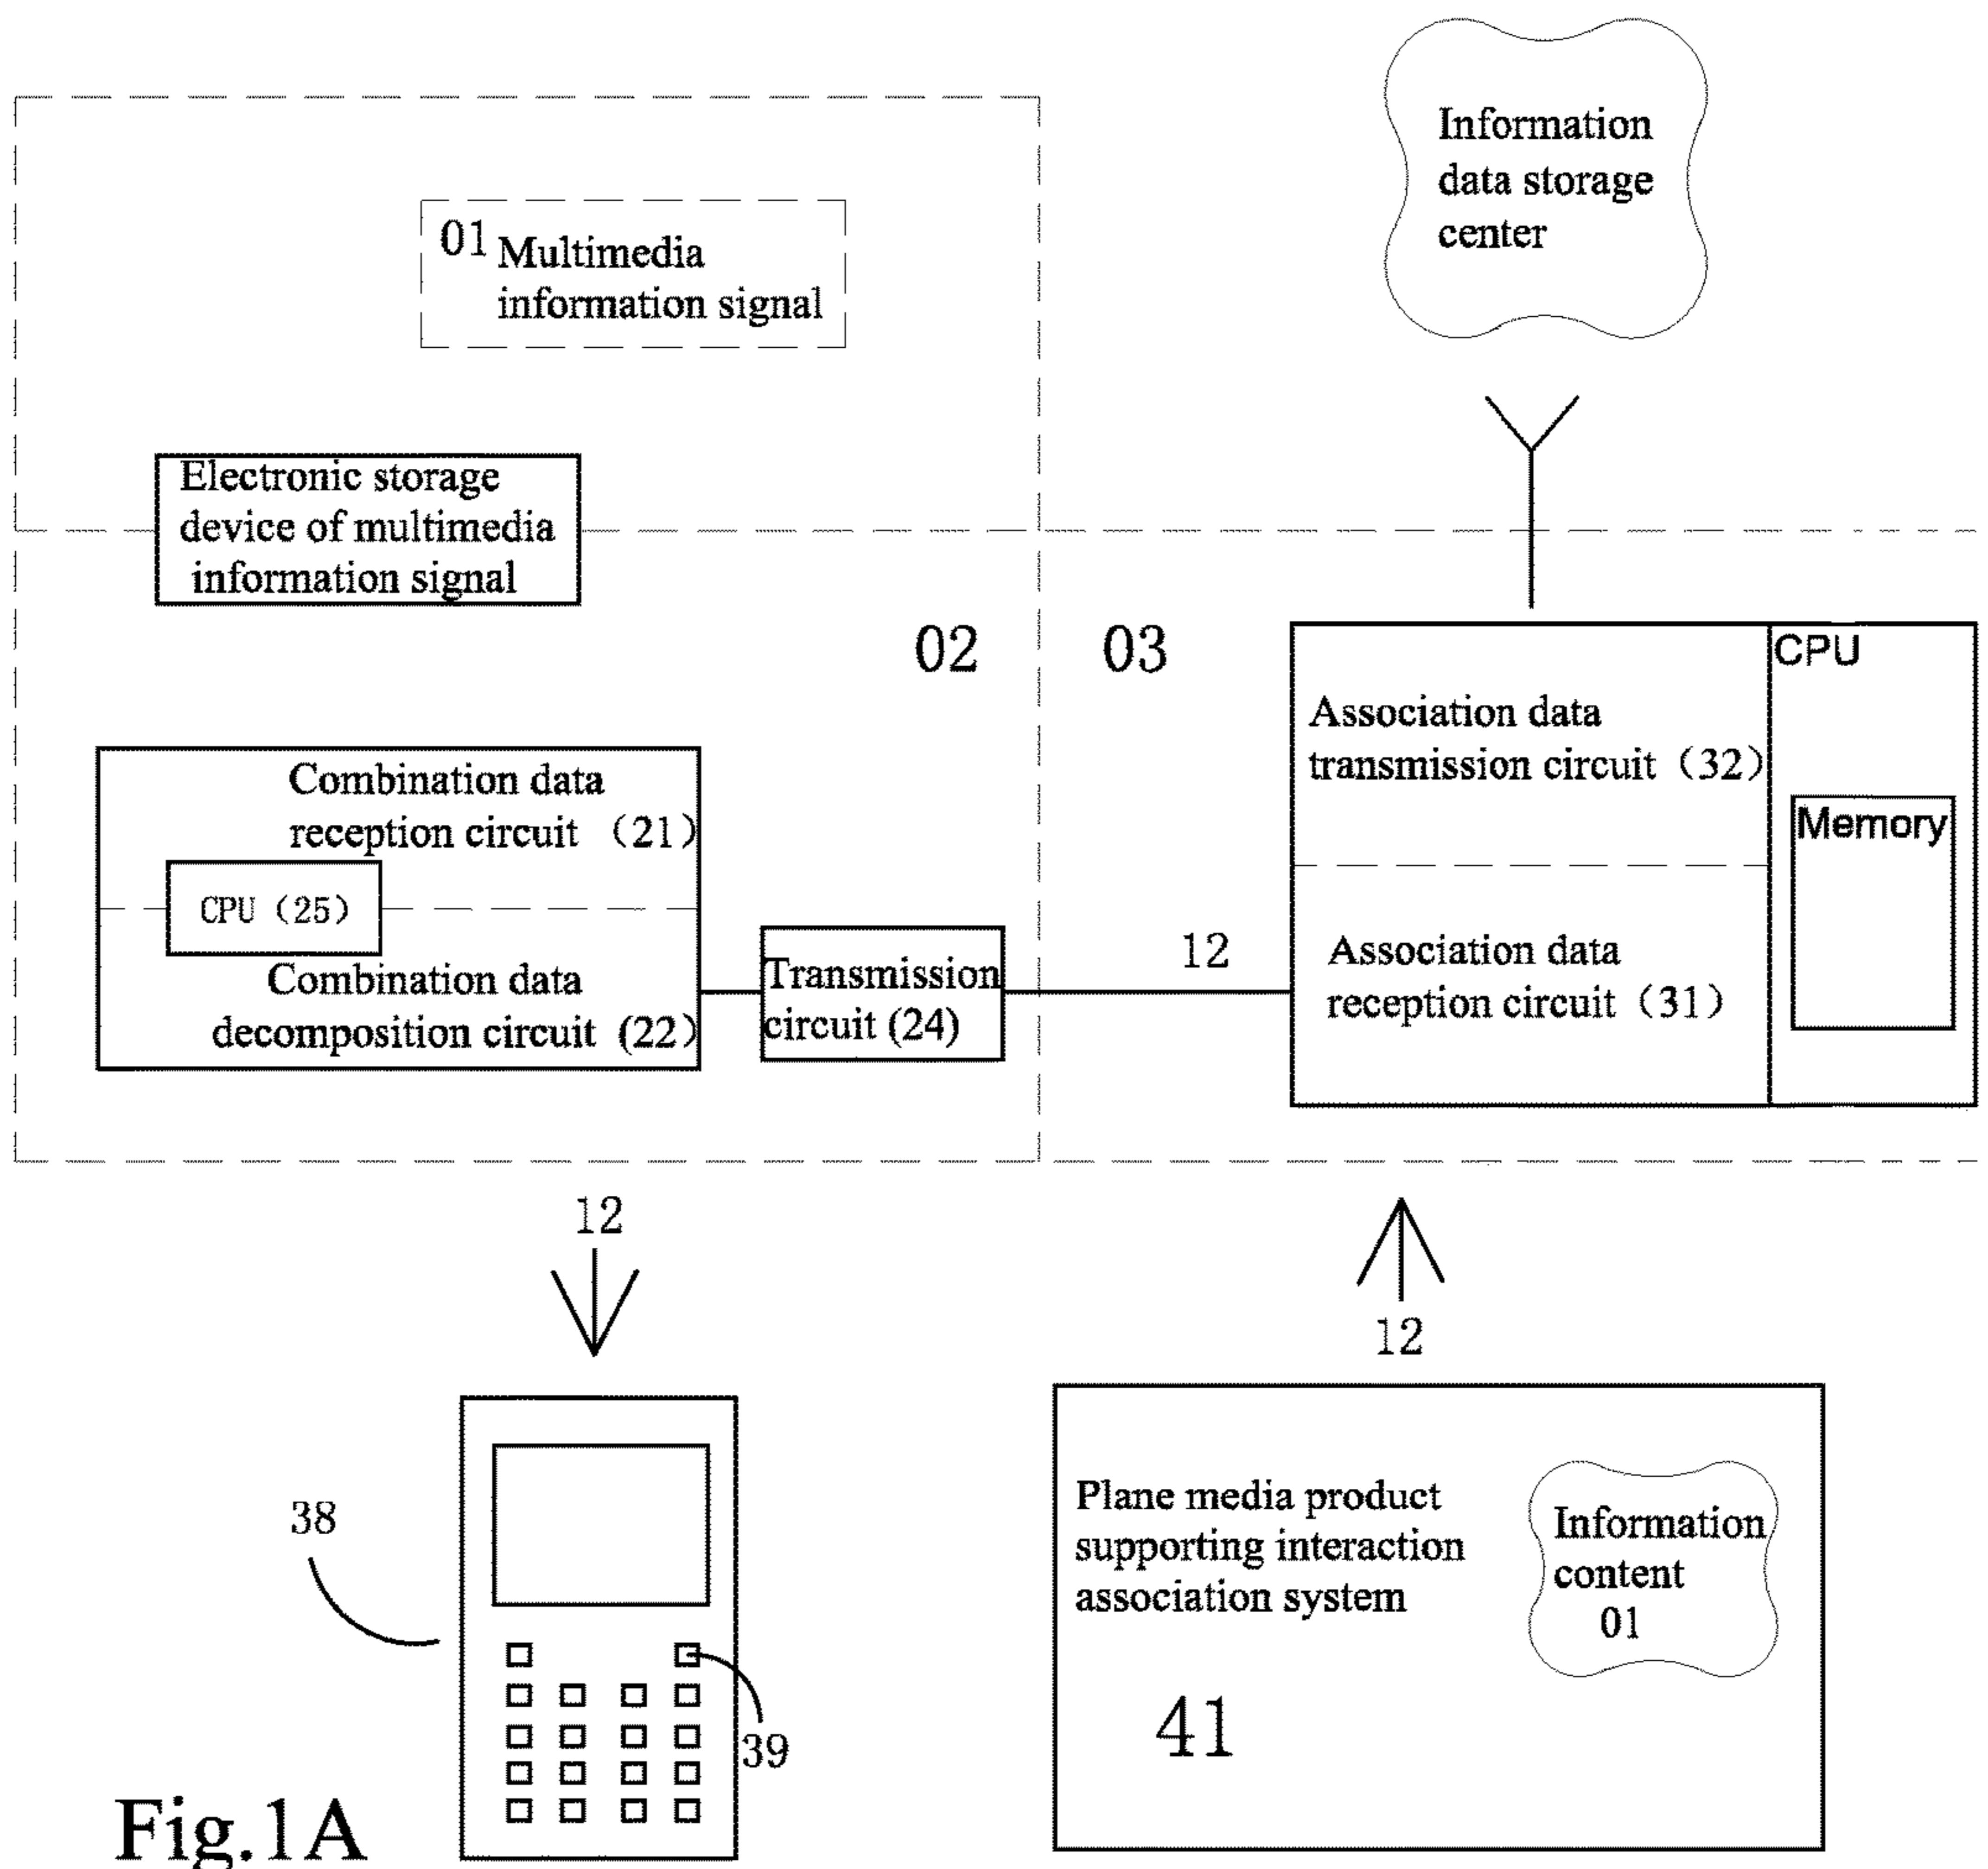 Information
data storage
center
01 Multimedia
information signal
Electronic storage
device of multimedia
information signal
02
03
CPU
Association data
transmission circuit (32)
Memory
Combination data
reception circuit (21)
CPU (25)
Combination data
decomposition circuit (22)
Transmission
circuit (24)
12
Association data
reception circuit (31)
12
12
38
39
Plane media product
supporting interaction
association system
Information
content
01
41
Fig.1A